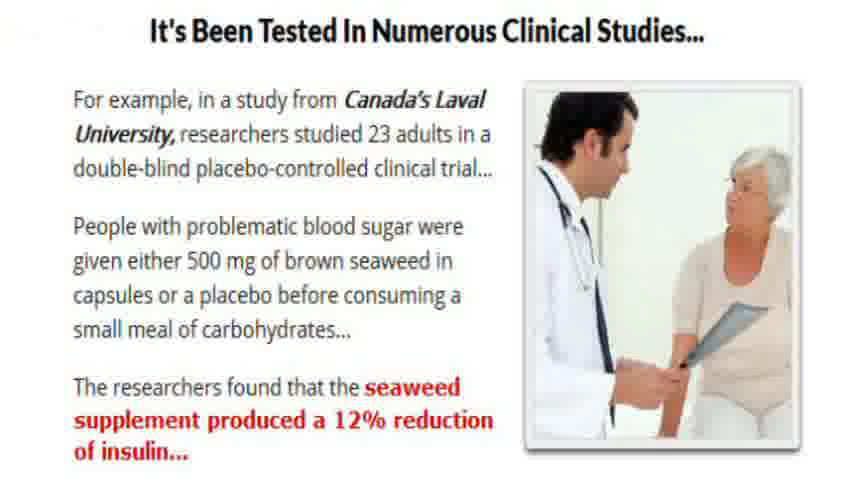 It's Been Tested In Numerous Clinical Studies...
For example, in a study from Canada's Laval
University, researchers studied 23 adults in a
double-blind placebo-controlled clinical trial...
People with problematic blood sugar were
given either 500 mg of brown seaweed in
capsules or a placebo before consuming a
small meal of carbohydrates...
The researchers found that the seaweed
supplement produced a 12% reduction
of insulin...